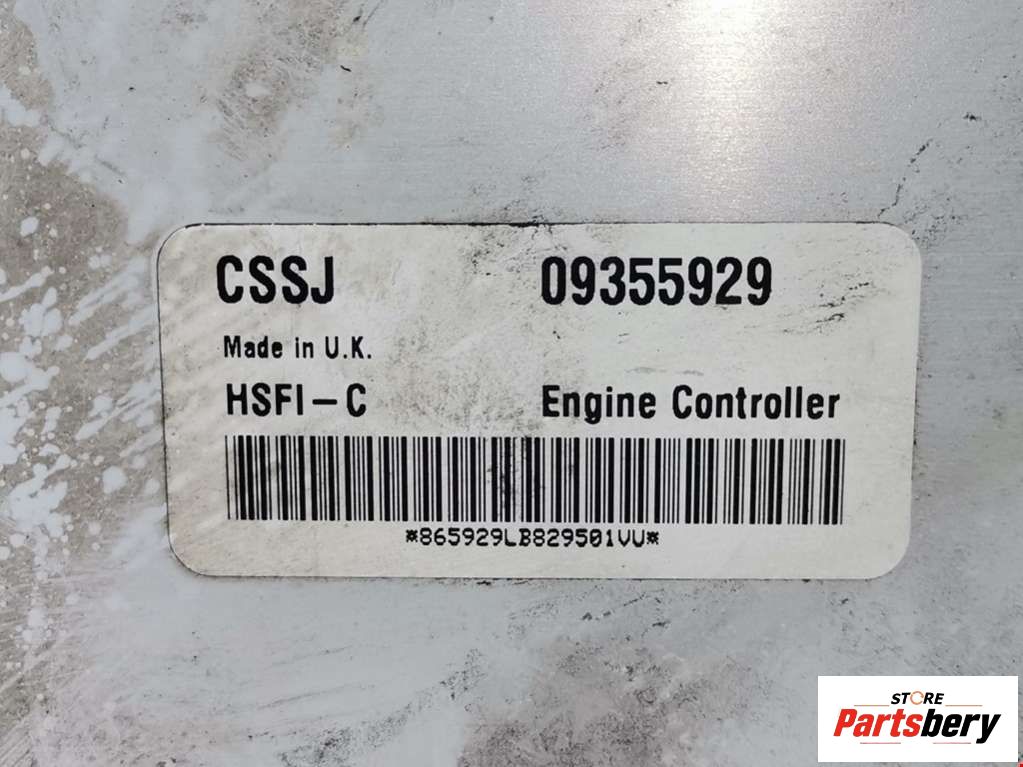 CSSJ 09355929
Made in U.K.
HSFI-C Engine Controller
*865929LB829501VU*
STORE
Partsbery